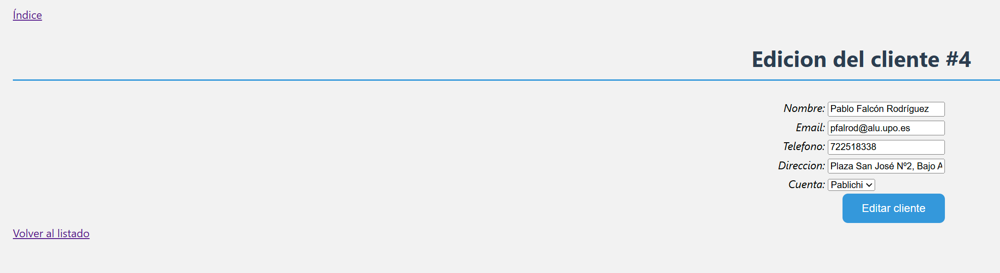 Índice
Edicion del cliente #4
Nombre: Pablo Falcón Rodríguez
Email: pfalrod@alu.upo.es
Telefono: 722518338
Direccion: Plaza San José Nº2, Bajo A
Cuenta: Pablichi
Editar cliente
Volver al listado